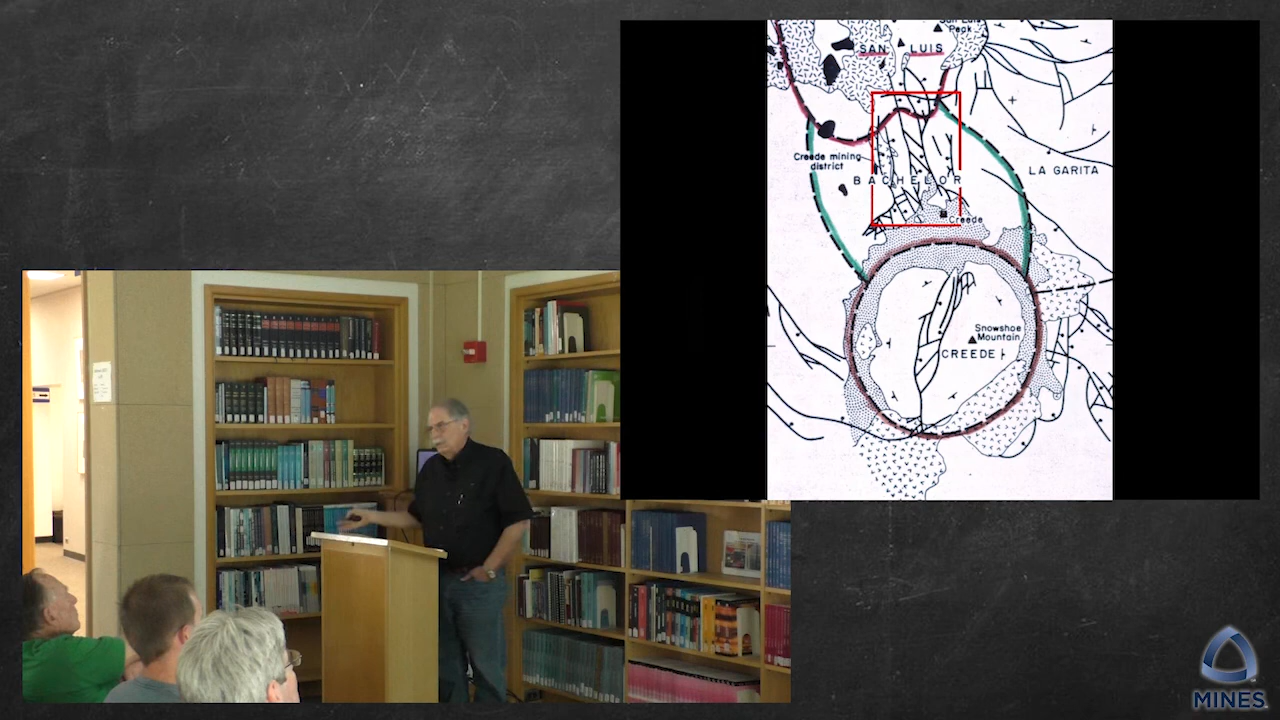 San Luis
Peak
SAN LUIS
Creede mining
district
BACHELOR
LA GARITA
Creede
Snowshoe
Mountain
CREEDE
MINES